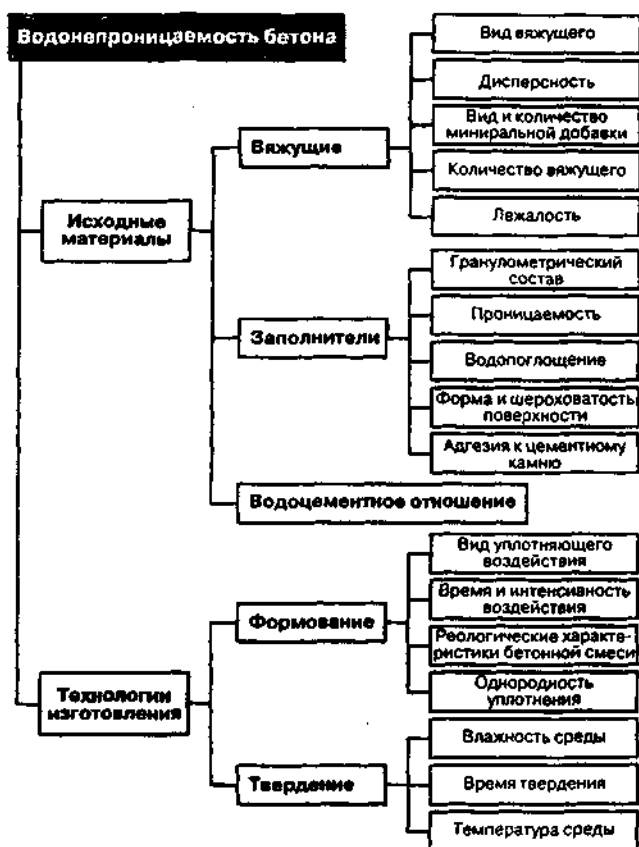 Водонепроницаемость бетона
Вид вяжущего
Дисперсность
Вид и количество
миниральной добавки
Вяжущие
Количество вяжущего
Лежалость
Исходные
материалы
Гранулометрический
состав
Проницаемость
Заполнители
Водопоглощение
Форма и шероховатость
поверхности
Адгезия к цементному
камню
Водоцементное отношение
Вид уплотняющего
воздействия
Время и интенсивность
воздействия
Формование
Реологические характе-
ристики бетонной смеси
Однородность
уплотнения
Технологии
изготовления
Влажность среды
Твердение
Время твердения
Температура среды